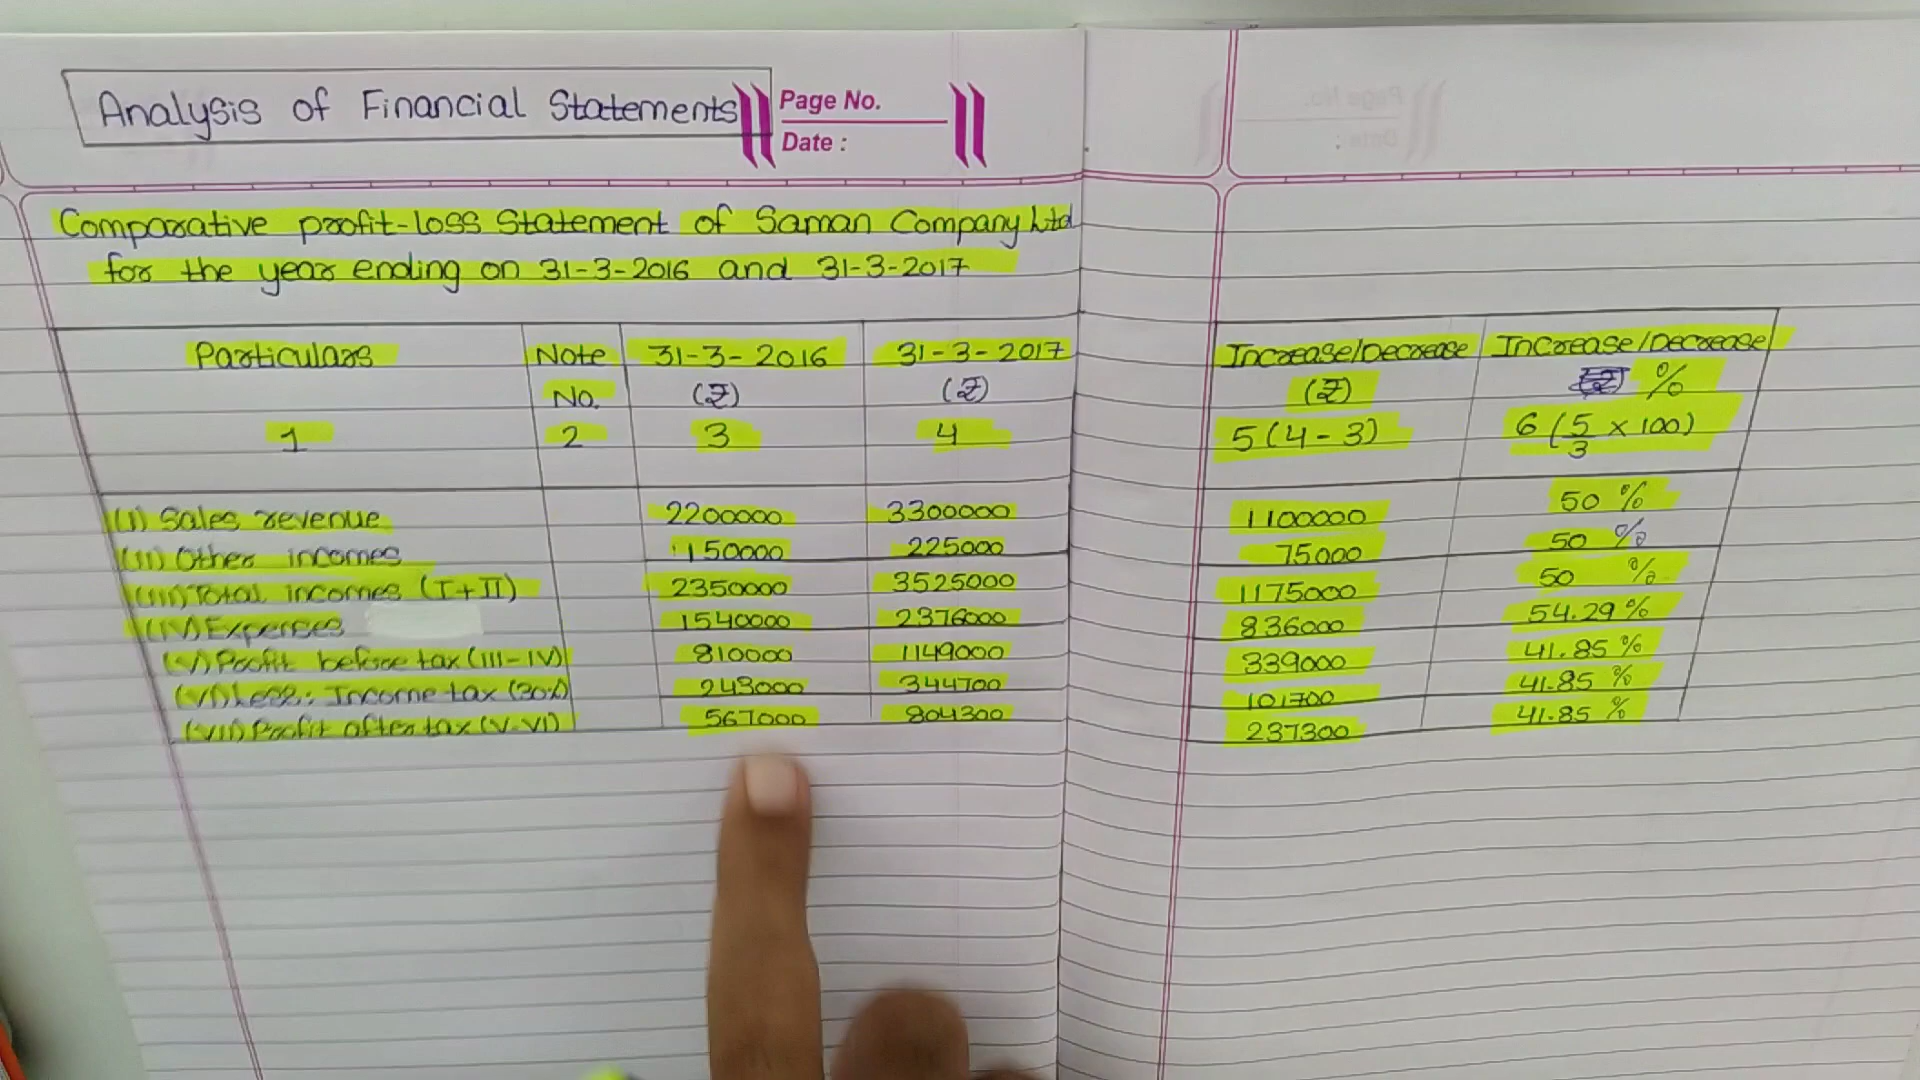 Analysis of Financial Statements
Page No.
Date :
Comparative profit-loss Statement of Saman Company Ltd
for the year ending on 31-3-2016 and 31-3-2017
Particulars Note No. 31-3-2016 (₹) 31-3-2017 (₹) Increase/Decrease (₹) Increase/Decrease %
1 2 3 4 5 (4-3) 6 (5/3 x 100)
(I) Sales revenue 2200000 3300000 1100000 50 %
(II) Other incomes 150000 225000 75000 50 %
(III) Total incomes (I+II) 2350000 3525000 1175000 50 %
(IV) Expenses 1540000 2376000 836000 54.29 %
(V) Profit before tax (III-IV) 810000 1149000 339000 41.85 %
(VI) Less: Income tax (30%) 243000 344700 101700 41.85 %
(VII) Profit after tax (V-VI) 567000 804300 237300 41.85 %